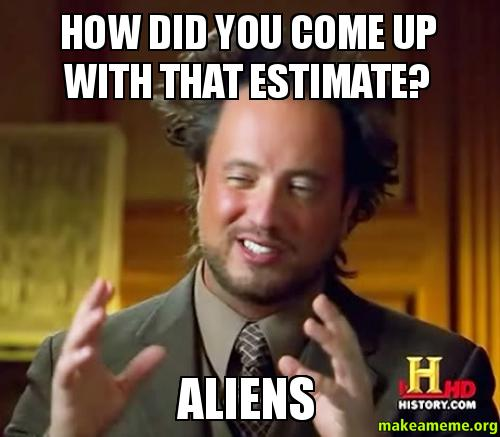 HOW DID YOU COME UP
WITH THAT ESTIMATE?
ALIENS
H HD
HISTORY.COM
makeameme.org